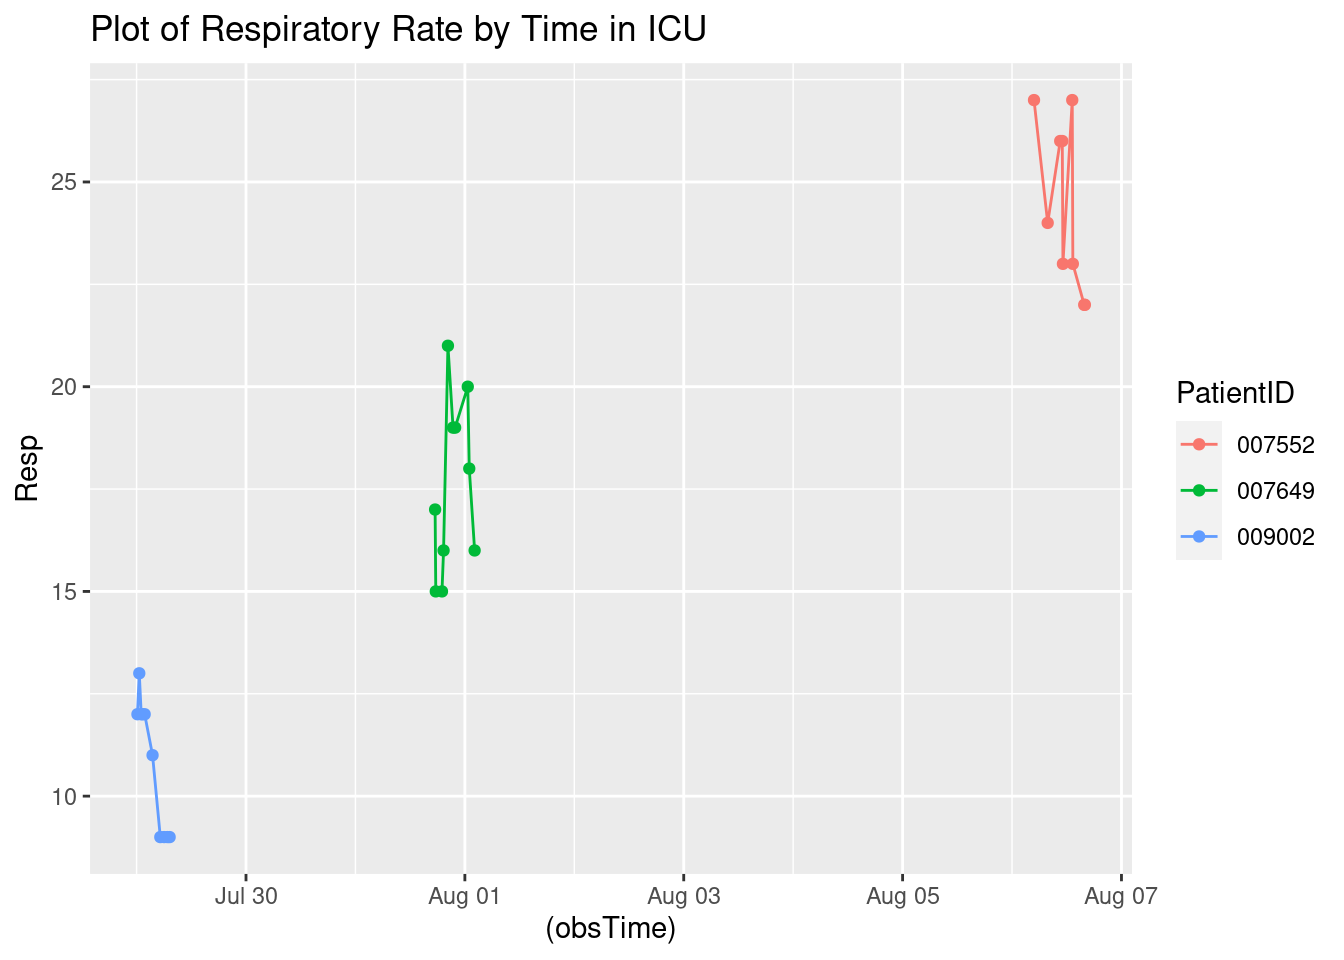 Plot of Respiratory Rate by Time in ICU
Resp
25
20
15
10
Jul 30
Aug 01
Aug 03
Aug 05
Aug 07
(obsTime)
PatientID
007552
007649
009002